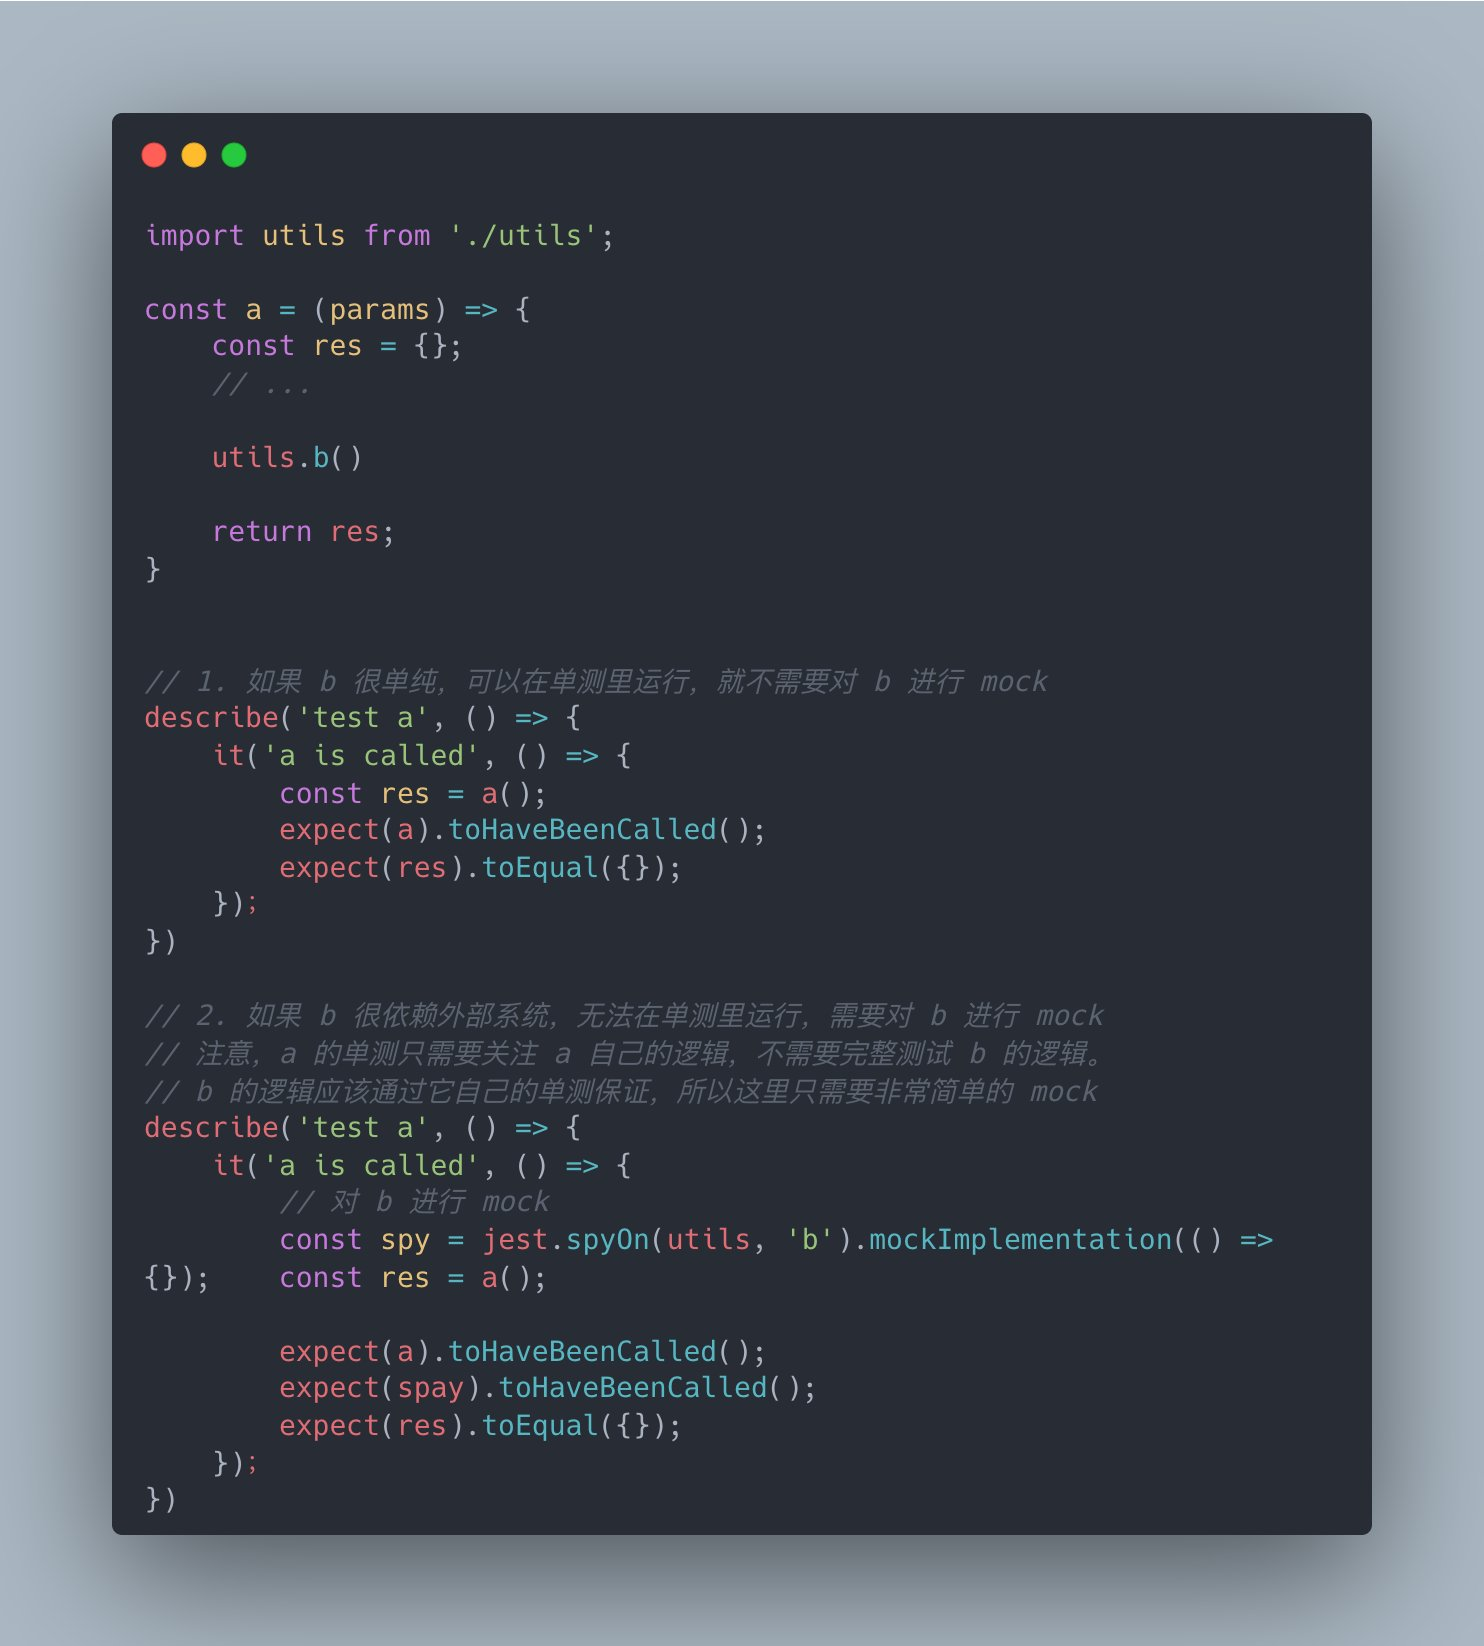 import utils from './utils';
const a = (params) => {
    const res = {};
    // ...
    utils.b()
    return res;
}
// 1. 如果 b 很单纯，可以在单测里运行，就不需要对 b 进行 mock
describe('test a', () => {
    it('a is called', () => {
        const res = a();
        expect(a).toHaveBeenCalled();
        expect(res).toEqual({});
    });
})
// 2. 如果 b 很依赖外部系统，无法在单测里运行，需要对 b 进行 mock
// 注意，a 的单测只需要关注 a 自己的逻辑，不需要完整测试 b 的逻辑。
// b 的逻辑应该通过它自己的单测保证，所以这里只需要非常简单的 mock
describe('test a', () => {
    it('a is called', () => {
        // 对 b 进行 mock
        const spy = jest.spyOn(utils, 'b').mockImplementation(() =>
{});    const res = a();
        expect(a).toHaveBeenCalled();
        expect(spay).toHaveBeenCalled();
        expect(res).toEqual({});
    });
})